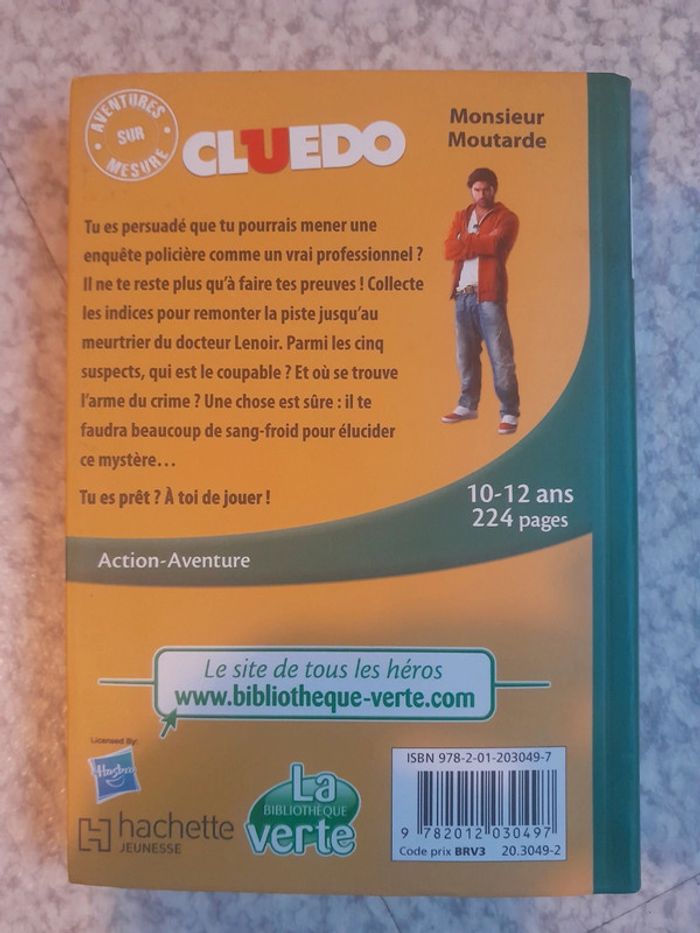 AVENTURES
SUR
MESURE
CLUEDO
Monsieur
Moutarde
Tu es persuadé que tu pourrais mener une
enquête policière comme un vrai professionnel ?
Il ne te reste plus qu'à faire tes preuves ! Collecte
les indices pour remonter la piste jusqu'au
meurtrier du docteur Lenoir. Parmi les cinq
suspects, qui est le coupable ? Et où se trouve
l'arme du crime ? Une chose est sûre : il te
faudra beaucoup de sang-froid pour élucider
ce mystère…
Tu es prêt ? À toi de jouer !
10-12 ans
224 pages
Action-Aventure
Le site de tous les héros
www.bibliotheque-verte.com
Licensed By:
Hasbro
hachette
JEUNESSE
La
BIBLIOTHÈQUE
verte
ISBN 978-2-01-203049-7
9 782012 030497
Code prix BRV3 20.3049-2